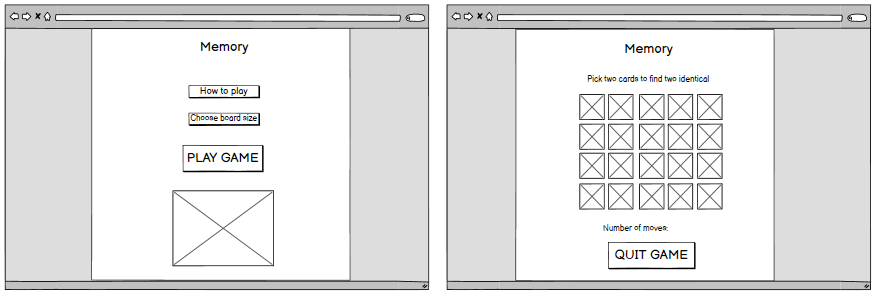 Memory
How to play
Choose board size
PLAY GAME
Memory
Pick two cards to find two identical
Number of moves:
QUIT GAME